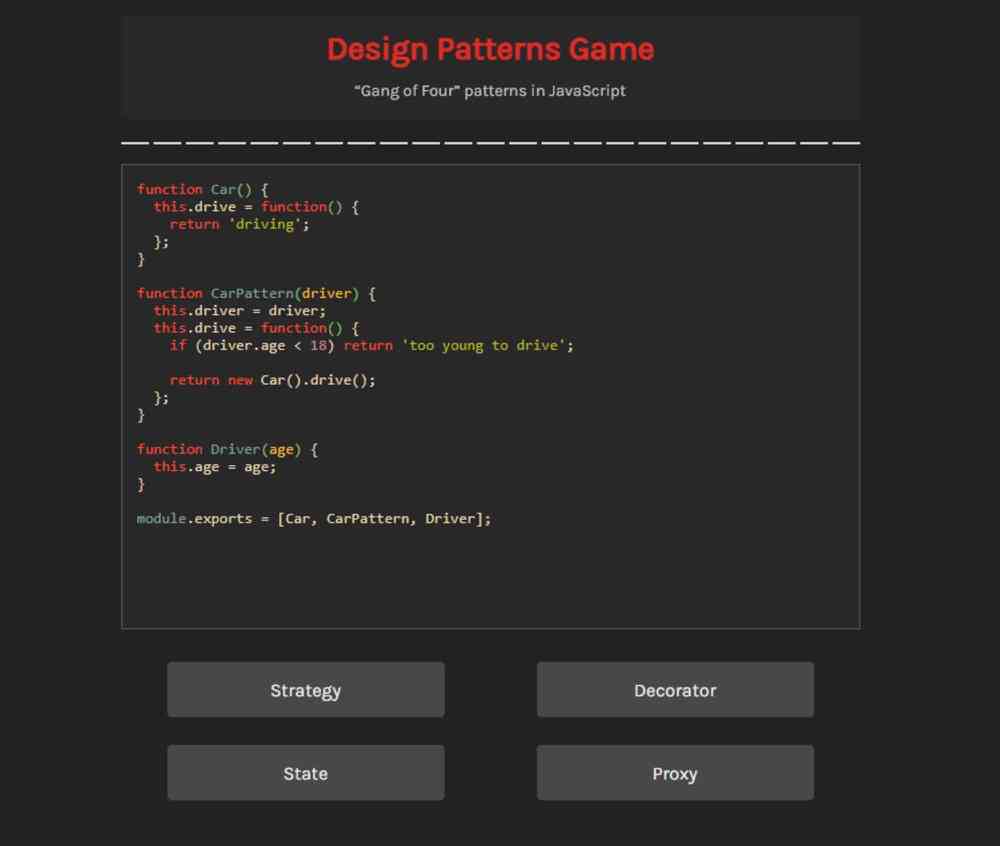 Design Patterns Game
“Gang of Four” patterns in JavaScript
function Car() {
  this.drive = function() {
    return 'driving';
  };
}
function CarPattern(driver) {
  this.driver = driver;
  this.drive = function() {
    if (driver.age < 18) return 'too young to drive';
    return new Car().drive();
  };
}
function Driver(age) {
  this.age = age;
}
module.exports = [Car, CarPattern, Driver];
Strategy
Decorator
State
Proxy